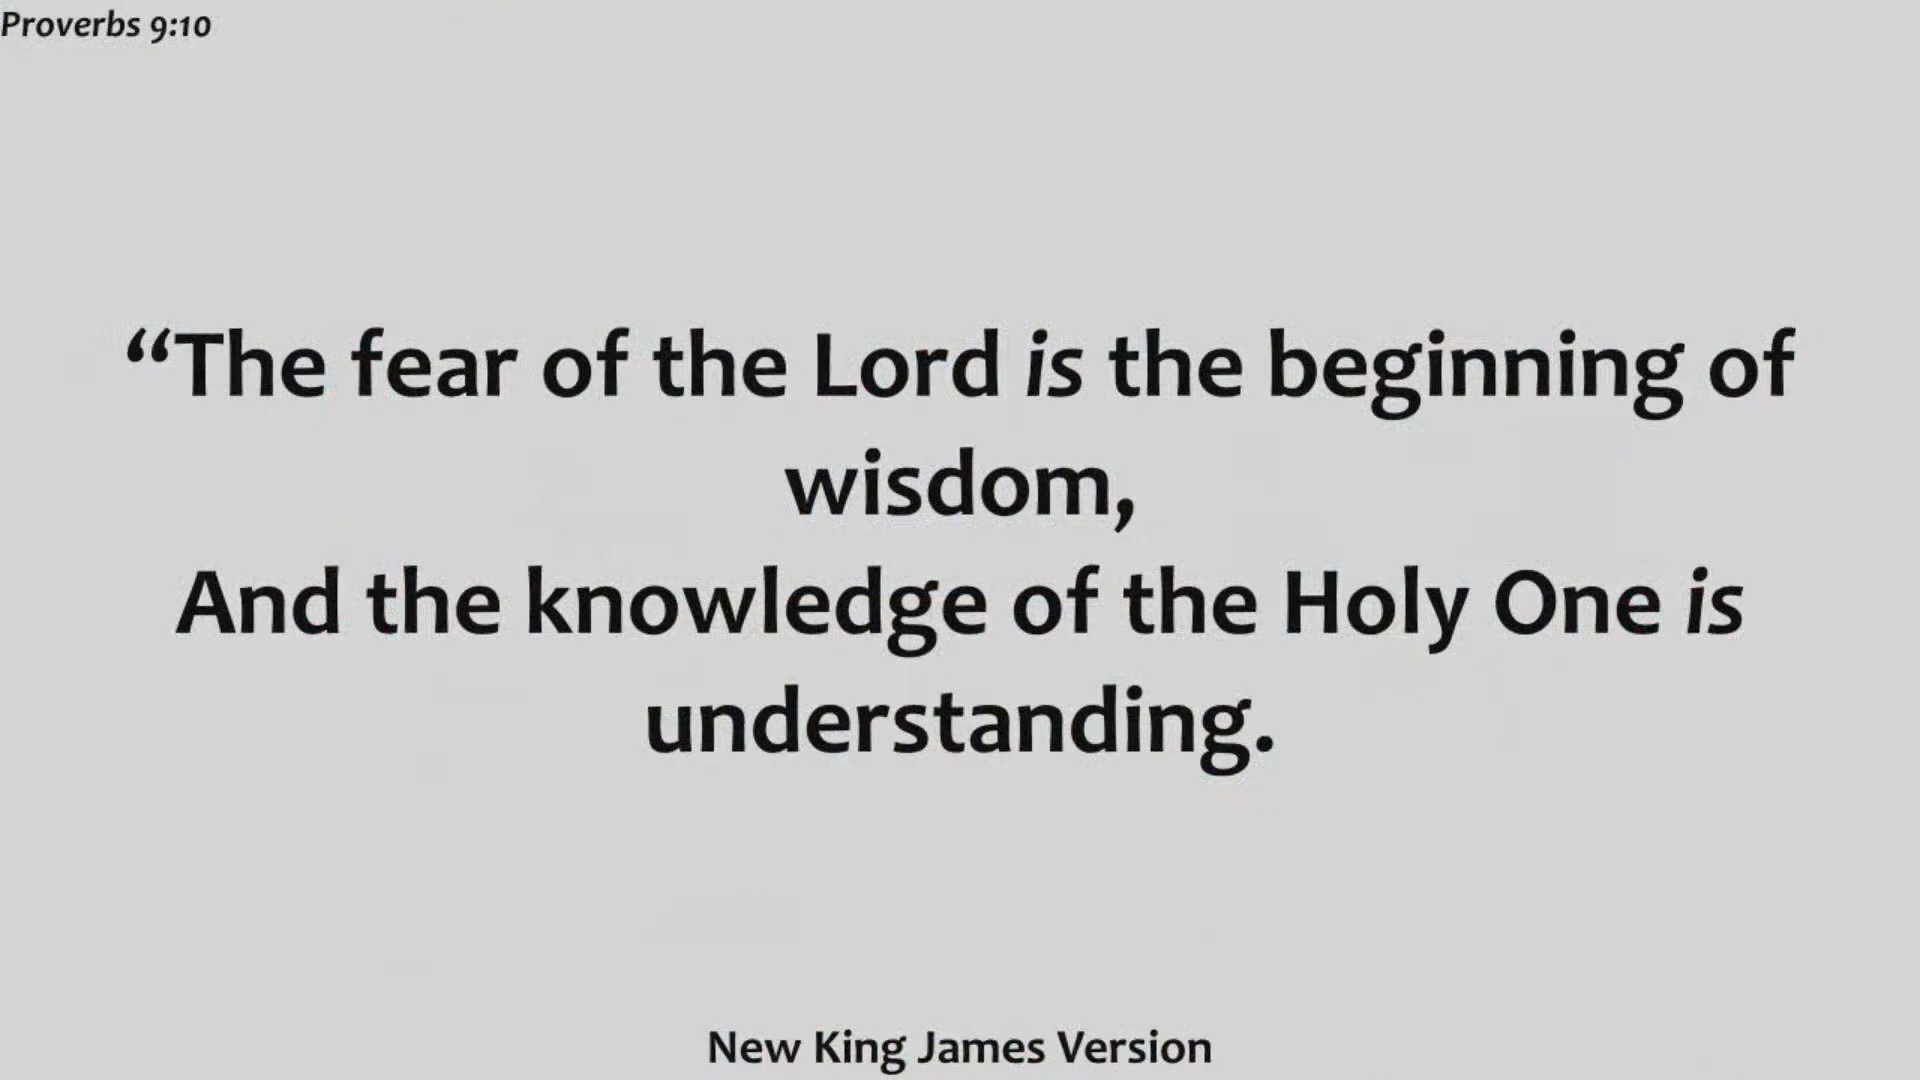 Proverbs 9:10
“The fear of the Lord is the beginning of
wisdom,
And the knowledge of the Holy One is
understanding.
New King James Version